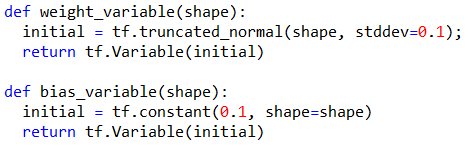 def weight_variable(shape):
  initial = tf.truncated_normal(shape, stddev=0.1);
  return tf.Variable(initial)

def bias_variable(shape):
  initial = tf.constant(0.1, shape=shape)
  return tf.Variable(initial)